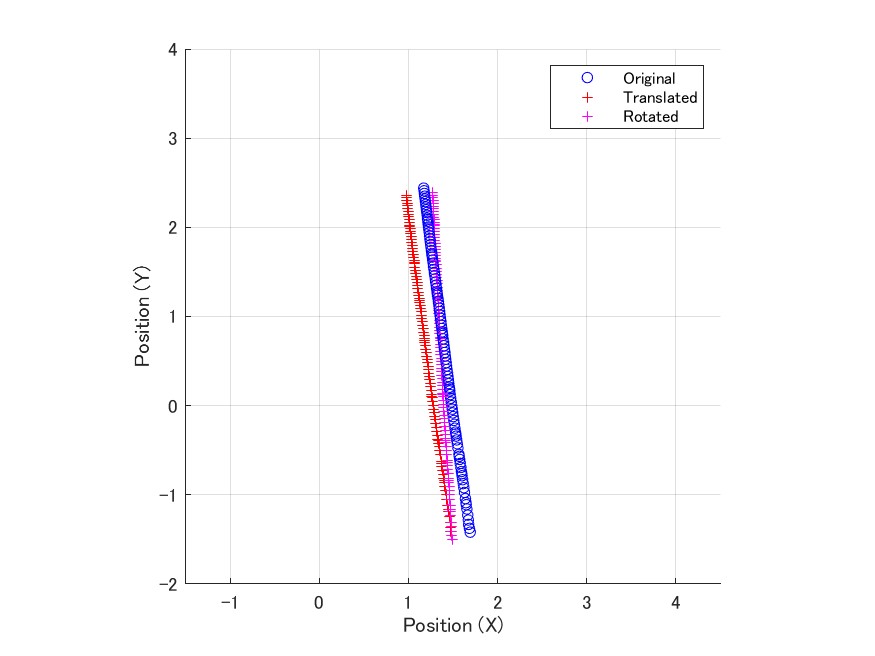 4
3
2
1
0
−1
−2
−1
0
1
2
3
4
Position (X)
Position (Y)
Original
Translated
Rotated